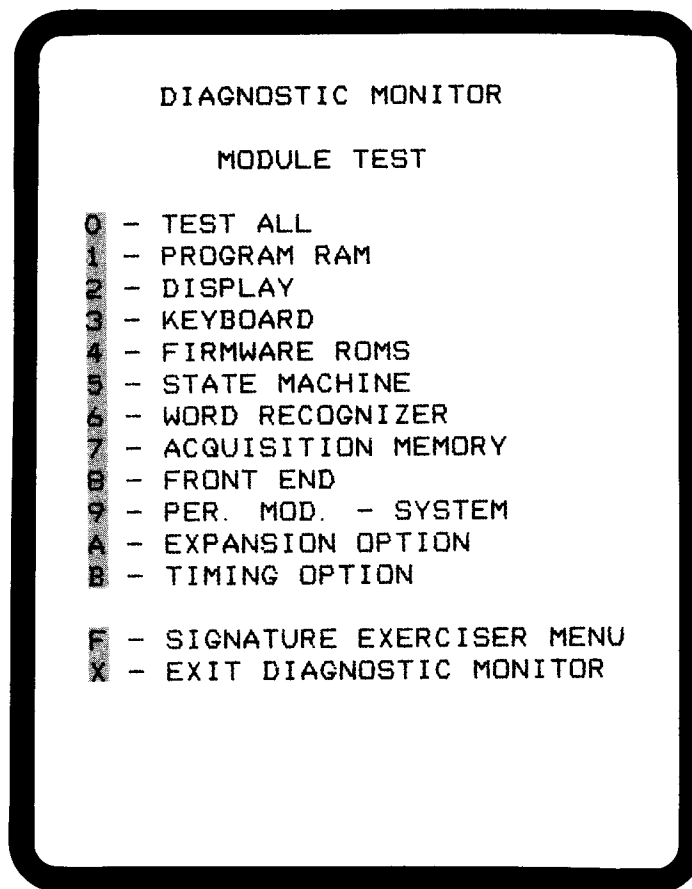 DIAGNOSTIC MONITOR
MODULE TEST
0 - TEST ALL
1 - PROGRAM RAM
2 - DISPLAY
3 - KEYBOARD
4 - FIRMWARE ROMS
5 - STATE MACHINE
6 - WORD RECOGNIZER
7 - ACQUISITION MEMORY
8 - FRONT END
9 - PER. MOD. - SYSTEM
A - EXPANSION OPTION
B - TIMING OPTION
F - SIGNATURE EXERCISER MENU
X - EXIT DIAGNOSTIC MONITOR